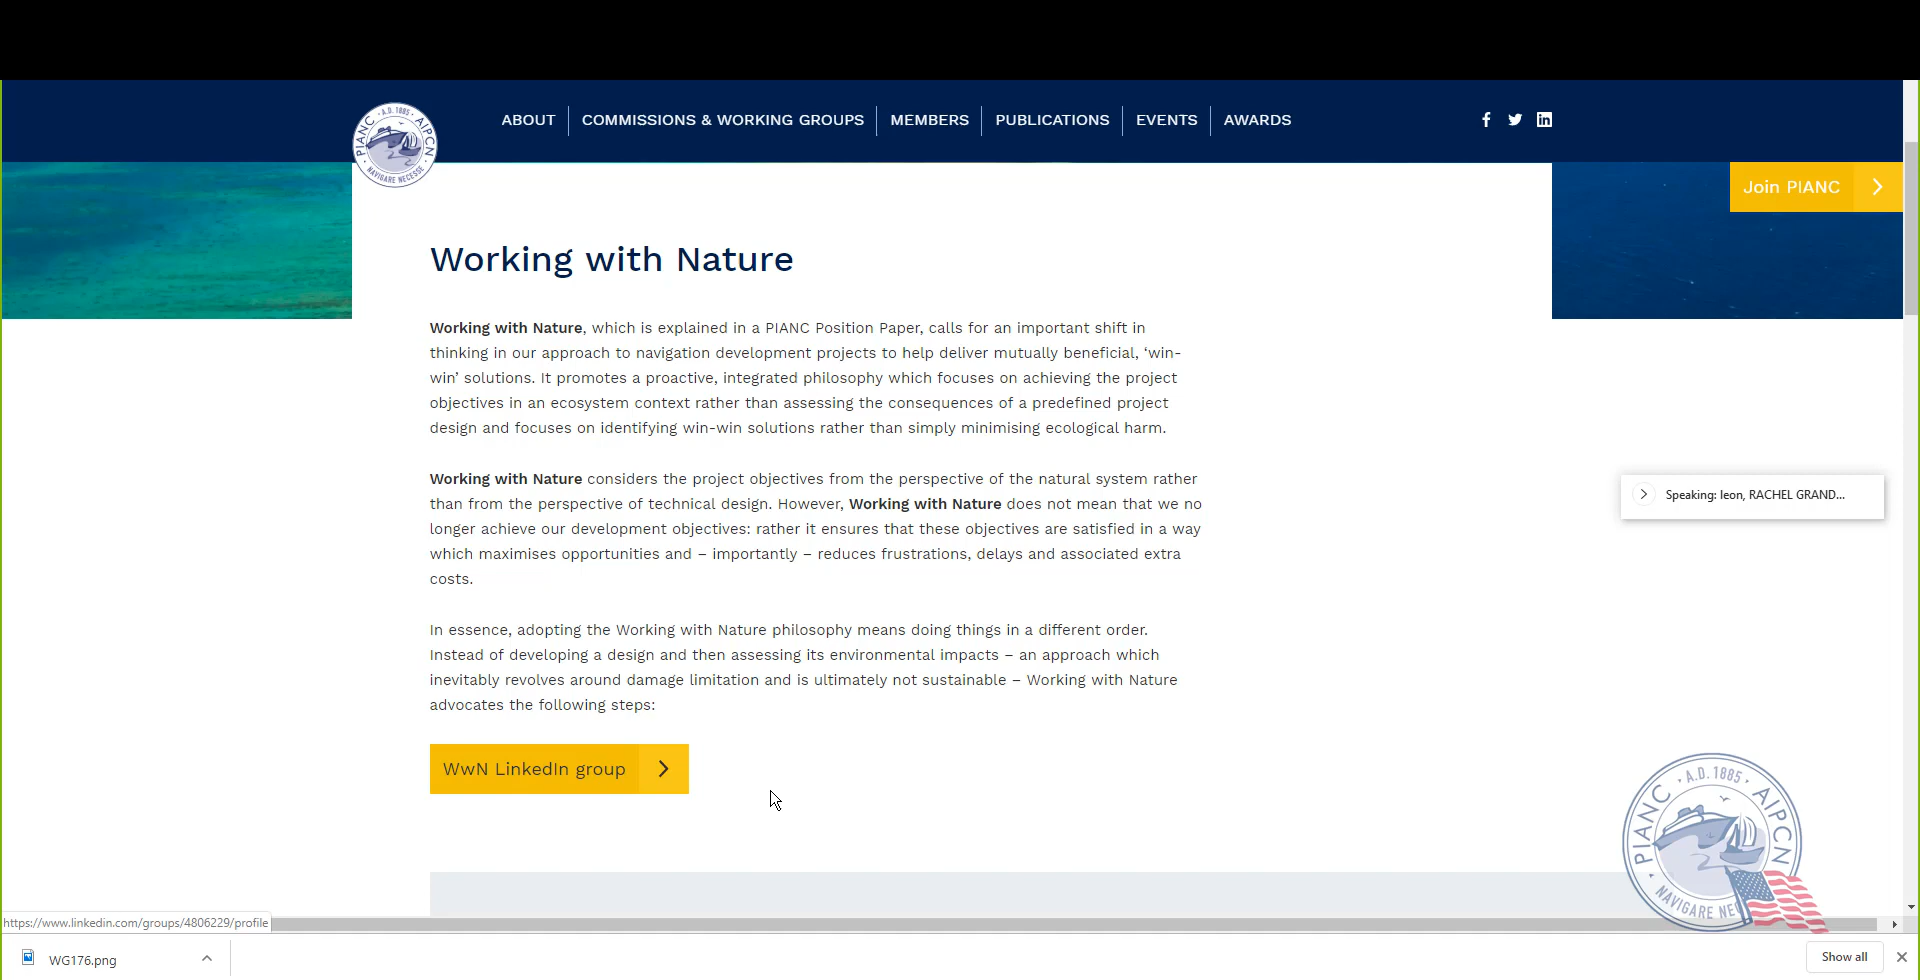 PIANC · A.D. 1885 · AIPCN · NAVIGARE NECESSE ·
ABOUT
COMMISSIONS & WORKING GROUPS
MEMBERS
PUBLICATIONS
EVENTS
AWARDS
Join PIANC
Working with Nature
Working with Nature, which is explained in a PIANC Position Paper, calls for an important shift in
thinking in our approach to navigation development projects to help deliver mutually beneficial, ‘win-
win’ solutions. It promotes a proactive, integrated philosophy which focuses on achieving the project
objectives in an ecosystem context rather than assessing the consequences of a predefined project
design and focuses on identifying win-win solutions rather than simply minimising ecological harm.
Working with Nature considers the project objectives from the perspective of the natural system rather
than from the perspective of technical design. However, Working with Nature does not mean that we no
longer achieve our development objectives: rather it ensures that these objectives are satisfied in a way
which maximises opportunities and – importantly – reduces frustrations, delays and associated extra
costs.
Speaking: leon, RACHEL GRAND...
In essence, adopting the Working with Nature philosophy means doing things in a different order.
Instead of developing a design and then assessing its environmental impacts – an approach which
inevitably revolves around damage limitation and is ultimately not sustainable – Working with Nature
advocates the following steps:
WwN LinkedIn group
PIANC · A.D. 1885 · AIPCN · NAVIGARE NE
https://www.linkedin.com/groups/4806229/profile
WG176.png
Show all